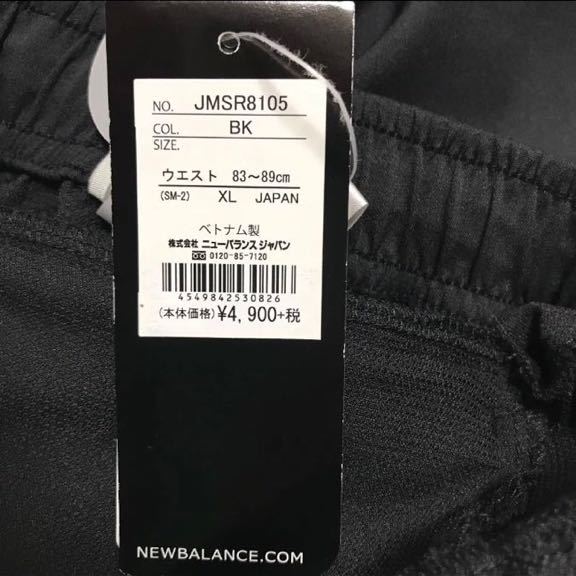 NO. JMSR8105
COL. BK
SIZE.
ウエスト 83～89cm
(SM-2) XL JAPAN
ベトナム製
株式会社 ニューバランス ジャパン
0120-85-7120
4549842530826
(本体価格) ¥4,900+税
NEWBALANCE.COM